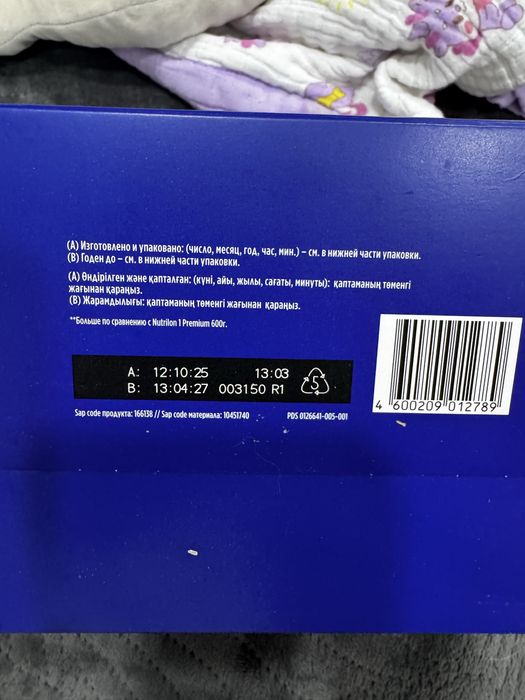 (А) Изготовлено и упаковано: (число, месяц, год, час, мин.) – см. в нижней части упаковки.
(В) Годен до – см. в нижней части упаковки.
(А) Өндірілген және қапталған: (күні, айы, жылы, сағаты, минуты): қаптаманың төменгі
жағынан қараңыз.
(В) Жарамдылығы: қаптаманың төменгі жағынан қараңыз.
**Больше по сравнению с Nutrilon 1 Premium 600г.
A: 12:10:25 13:03
B: 13:04:27 003150 R1
5
Sap code продукта: 166138 // Sap code материала: 10451740
PDS 0126641-005-001
4 600209 012789